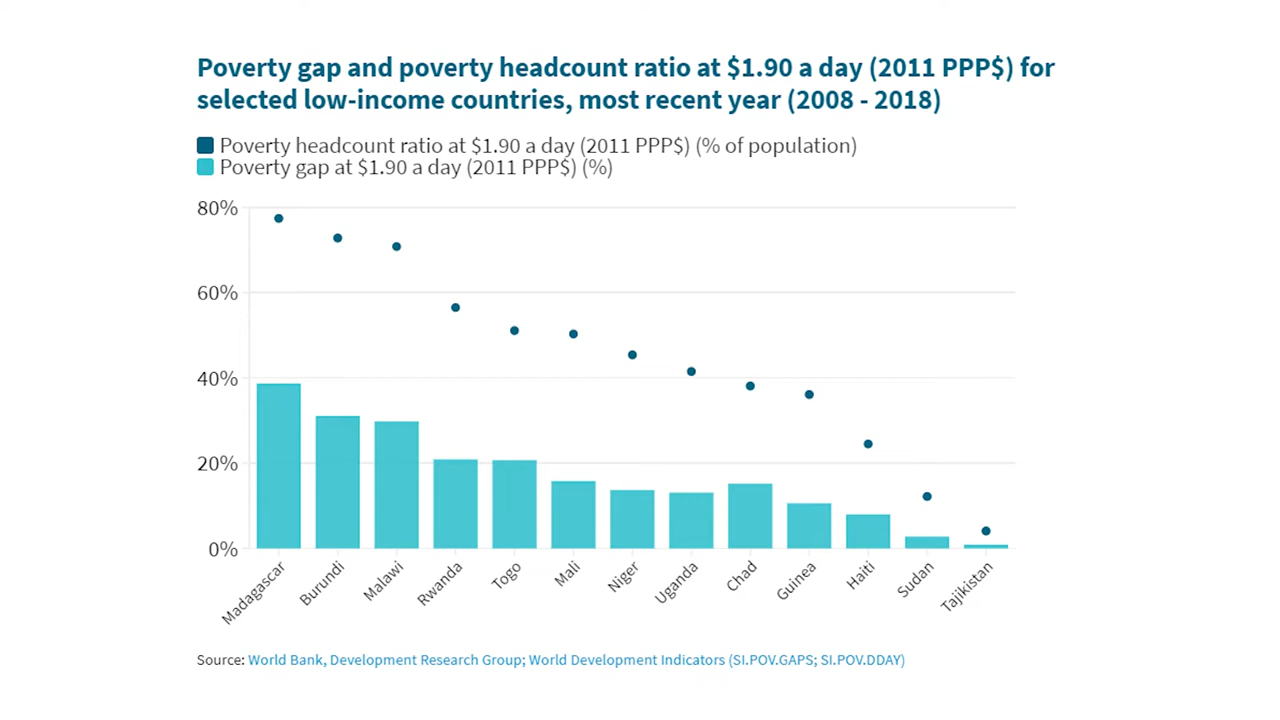 Poverty gap and poverty headcount ratio at $1.90 a day (2011 PPP$) for
selected low-income countries, most recent year (2008 - 2018)
Poverty headcount ratio at $1.90 a day (2011 PPP$) (% of population)
Poverty gap at $1.90 a day (2011 PPP$) (%)
80%
60%
40%
20%
0%
Madagascar
Burundi
Malawi
Rwanda
Togo
Mali
Niger
Uganda
Chad
Guinea
Haiti
Sudan
Tajikistan
Source: World Bank, Development Research Group; World Development Indicators (SI.POV.GAPS; SI.POV.DDAY)